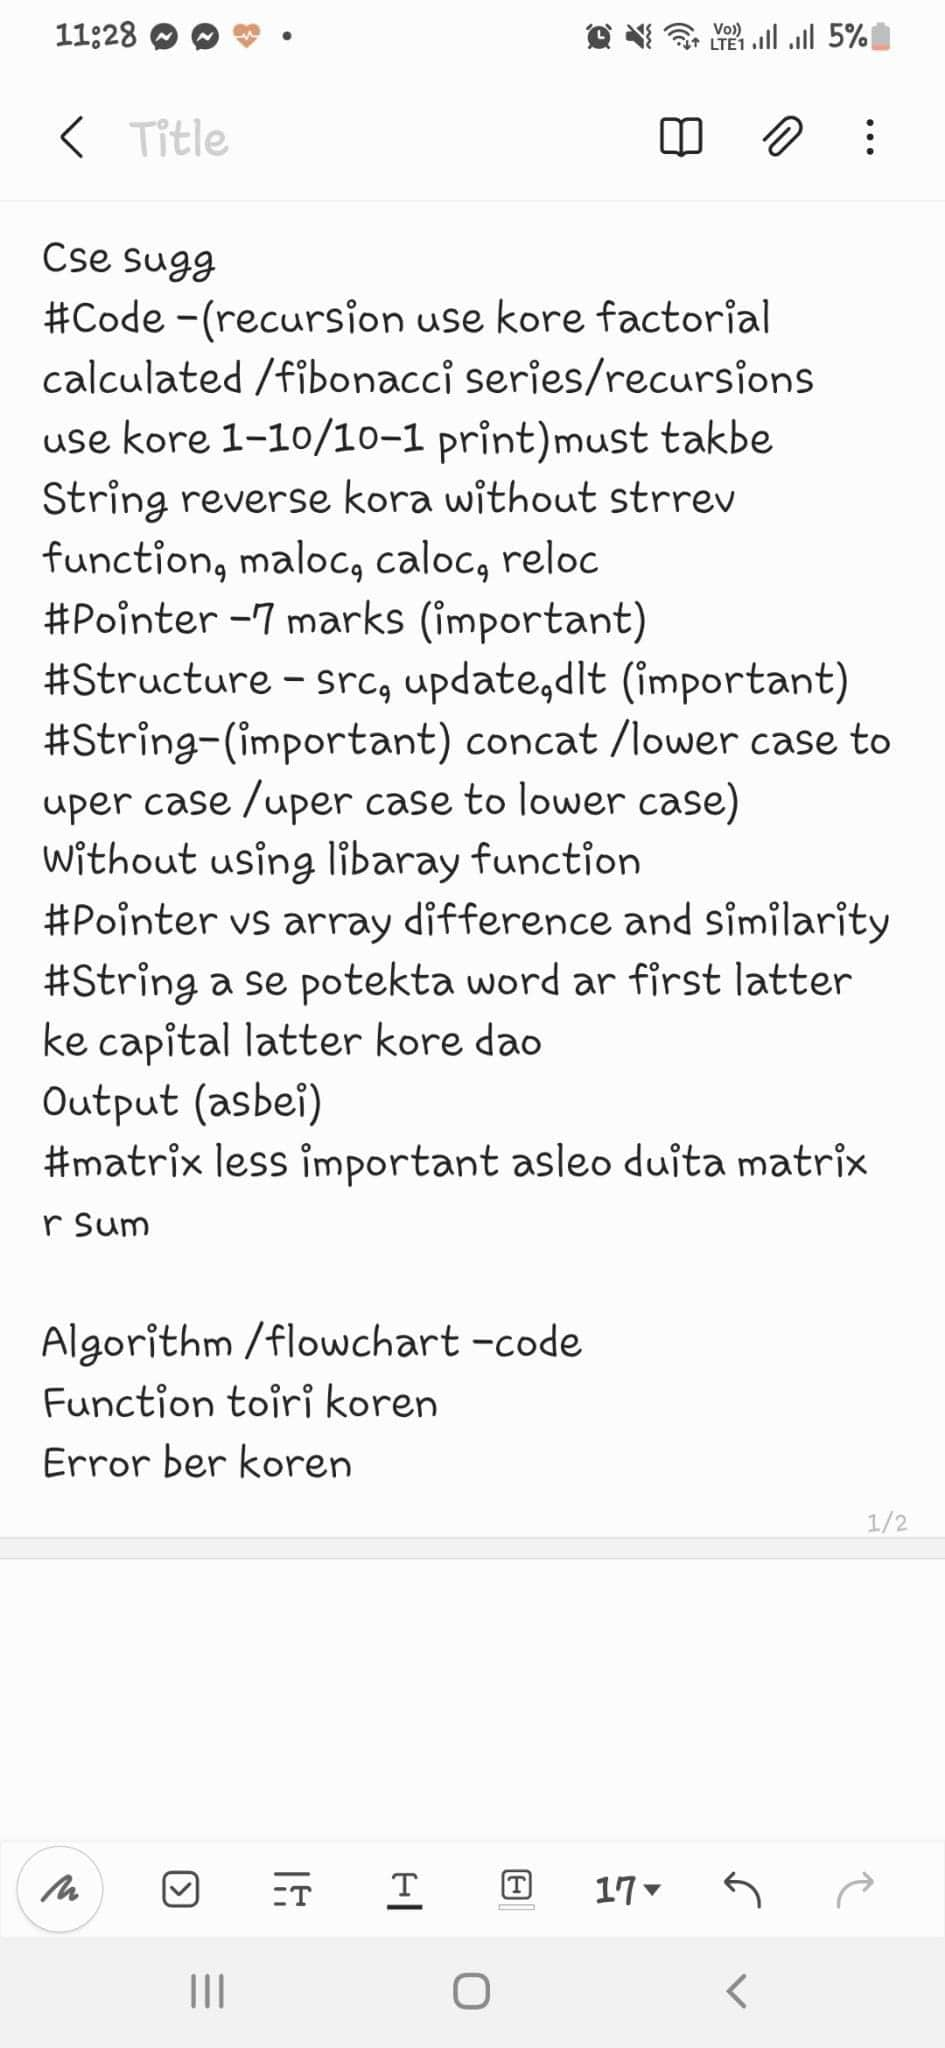 11:28
Vo)) LTE1 5%
Title
Cse sugg
#Code -(recursion use kore factorial
calculated /fibonacci series/recursions
use kore 1-10/10-1 print)must takbe
String reverse kora without strrev
function, maloc, caloc, reloc
#Pointer -7 marks (important)
#Structure - src, update,dlt (important)
#String-(important) concat /lower case to
uper case /uper case to lower case)
Without using libaray function
#Pointer vs array difference and similarity
#String a se potekta word ar first latter
ke capital latter kore dao
Output (asbei)
#matrix less important asleo duita matrix
r sum
Algorithm /flowchart -code
Function toiri koren
Error ber koren
1/2
17